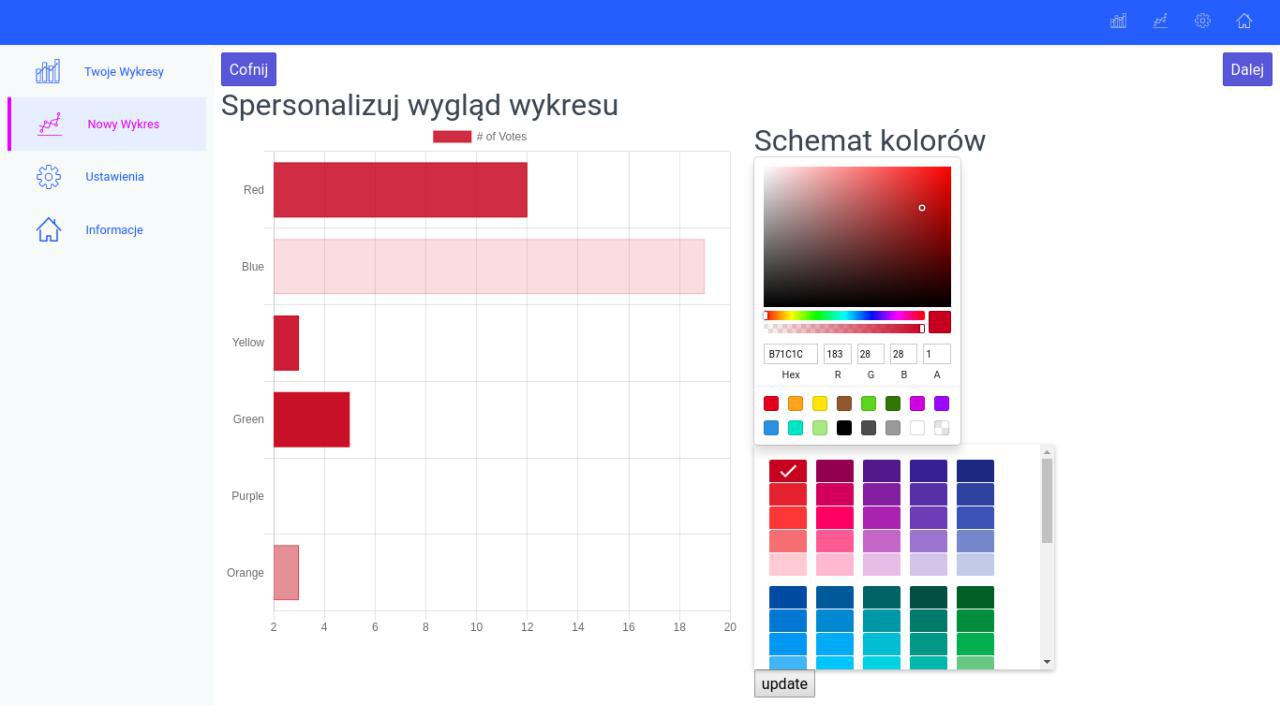 Twoje Wykresy
Nowy Wykres
Ustawienia
Informacje
Cofnij
Dalej
Spersonalizuj wygląd wykresu
# of Votes
Red
Blue
Yellow
Green
Purple
Orange
2 4 6 8 10 12 14 16 18 20
Schemat kolorów
B71C1C 183 28 28 1
Hex R G B A
update